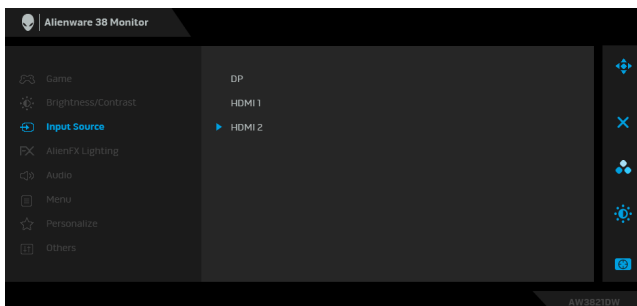 Alienware 38 Monitor
Game
Brightness/Contrast
Input Source
AlienFX Lighting
Audio
Menu
Personalize
Others
DP
HDMI 1
HDMI 2
AW3821DW